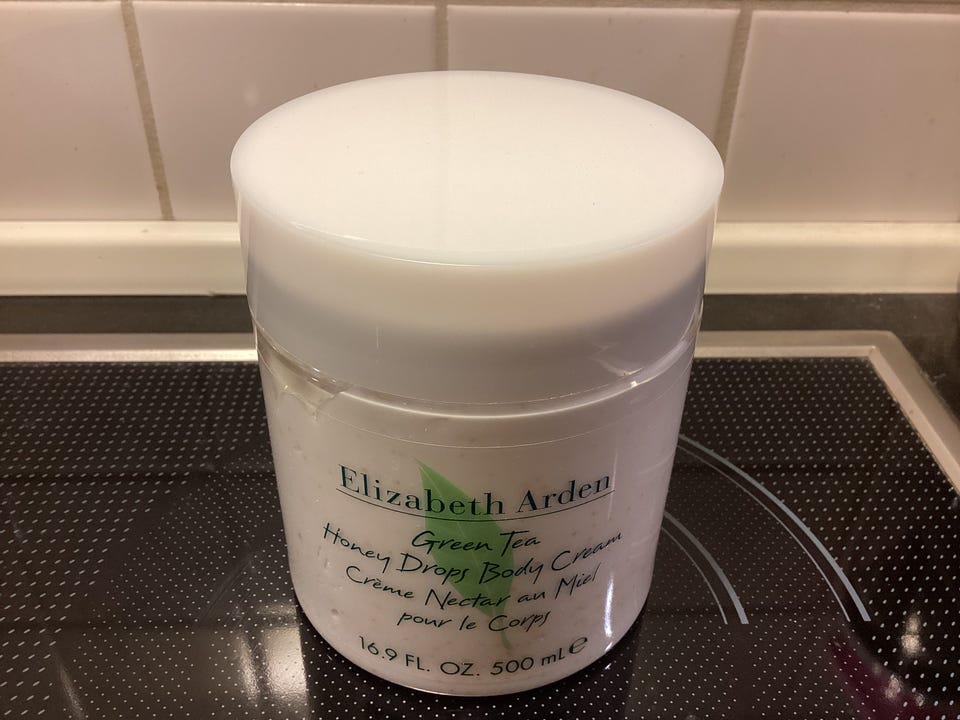 Elizabeth Arden
Green Tea
Honey Drops Body Cream
Crème Nectar au Miel
pour le Corps
16.9 FL. OZ. 500 mL ℮